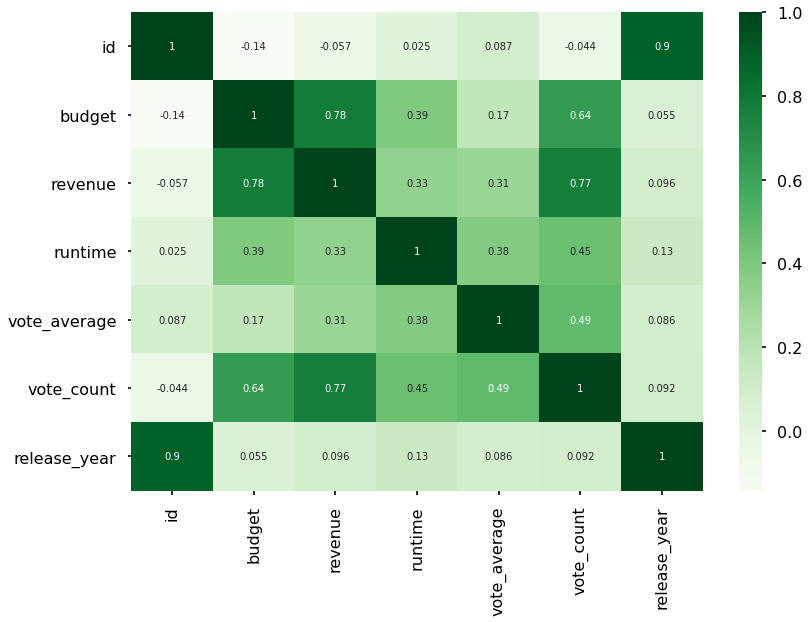 id 1 -0.14 -0.057 0.025 0.087 -0.044 0.9
budget -0.14 1 0.78 0.39 0.17 0.64 0.055
revenue -0.057 0.78 1 0.33 0.31 0.77 0.096
runtime 0.025 0.39 0.33 1 0.38 0.45 0.13
vote_average 0.087 0.17 0.31 0.38 1 0.49 0.086
vote_count -0.044 0.64 0.77 0.45 0.49 1 0.092
release_year 0.9 0.055 0.096 0.13 0.086 0.092 1
id budget revenue runtime vote_average vote_count release_year
1.0
0.8
0.6
0.4
0.2
0.0